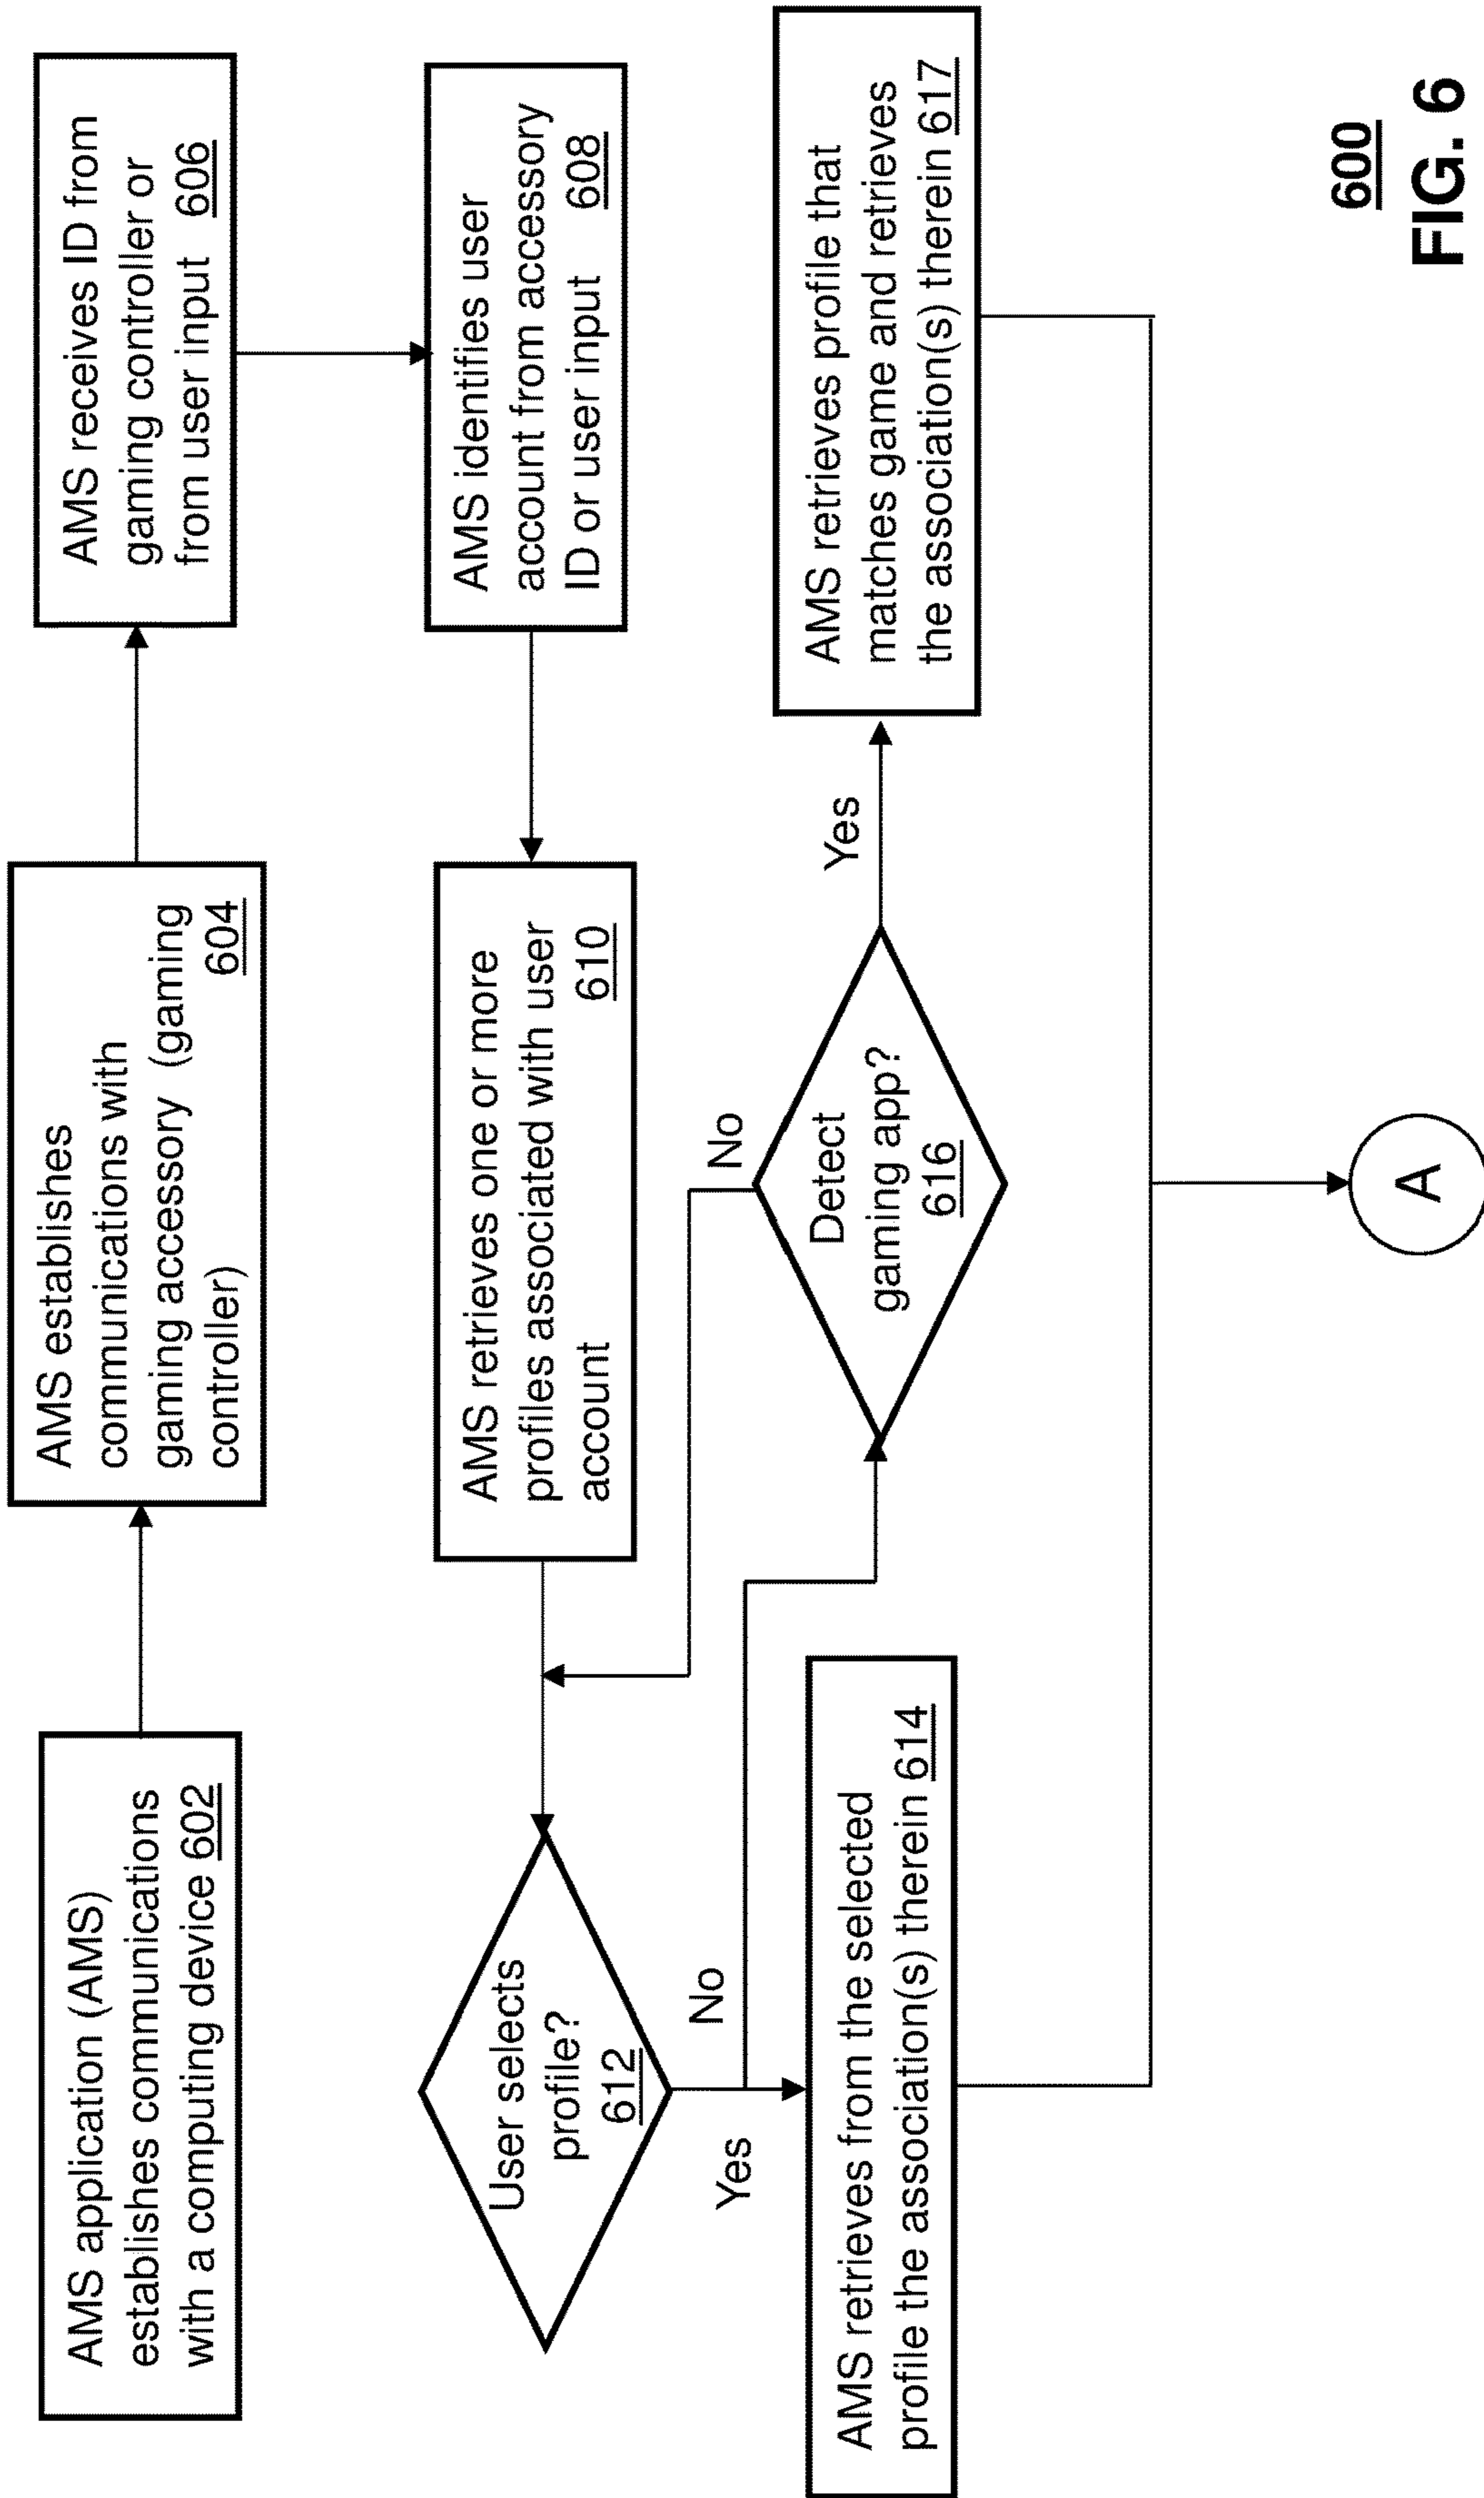 AMS application (AMS)
establishes communications
with a computing device 602
AMS establishes
communications with
gaming accessory (gaming
controller) 604
AMS receives ID from
gaming controller or
from user input 606
AMS identifies user
account from accessory
ID or user input 608
AMS retrieves one or more
profiles associated with user
account 610
User selects
profile?
612
No
Yes
AMS retrieves from the selected
profile the association(s) therein 614
No
Detect
gaming app?
616
Yes
AMS retrieves profile that
matches game and retrieves
the association(s) therein 617
A
600
FIG. 6